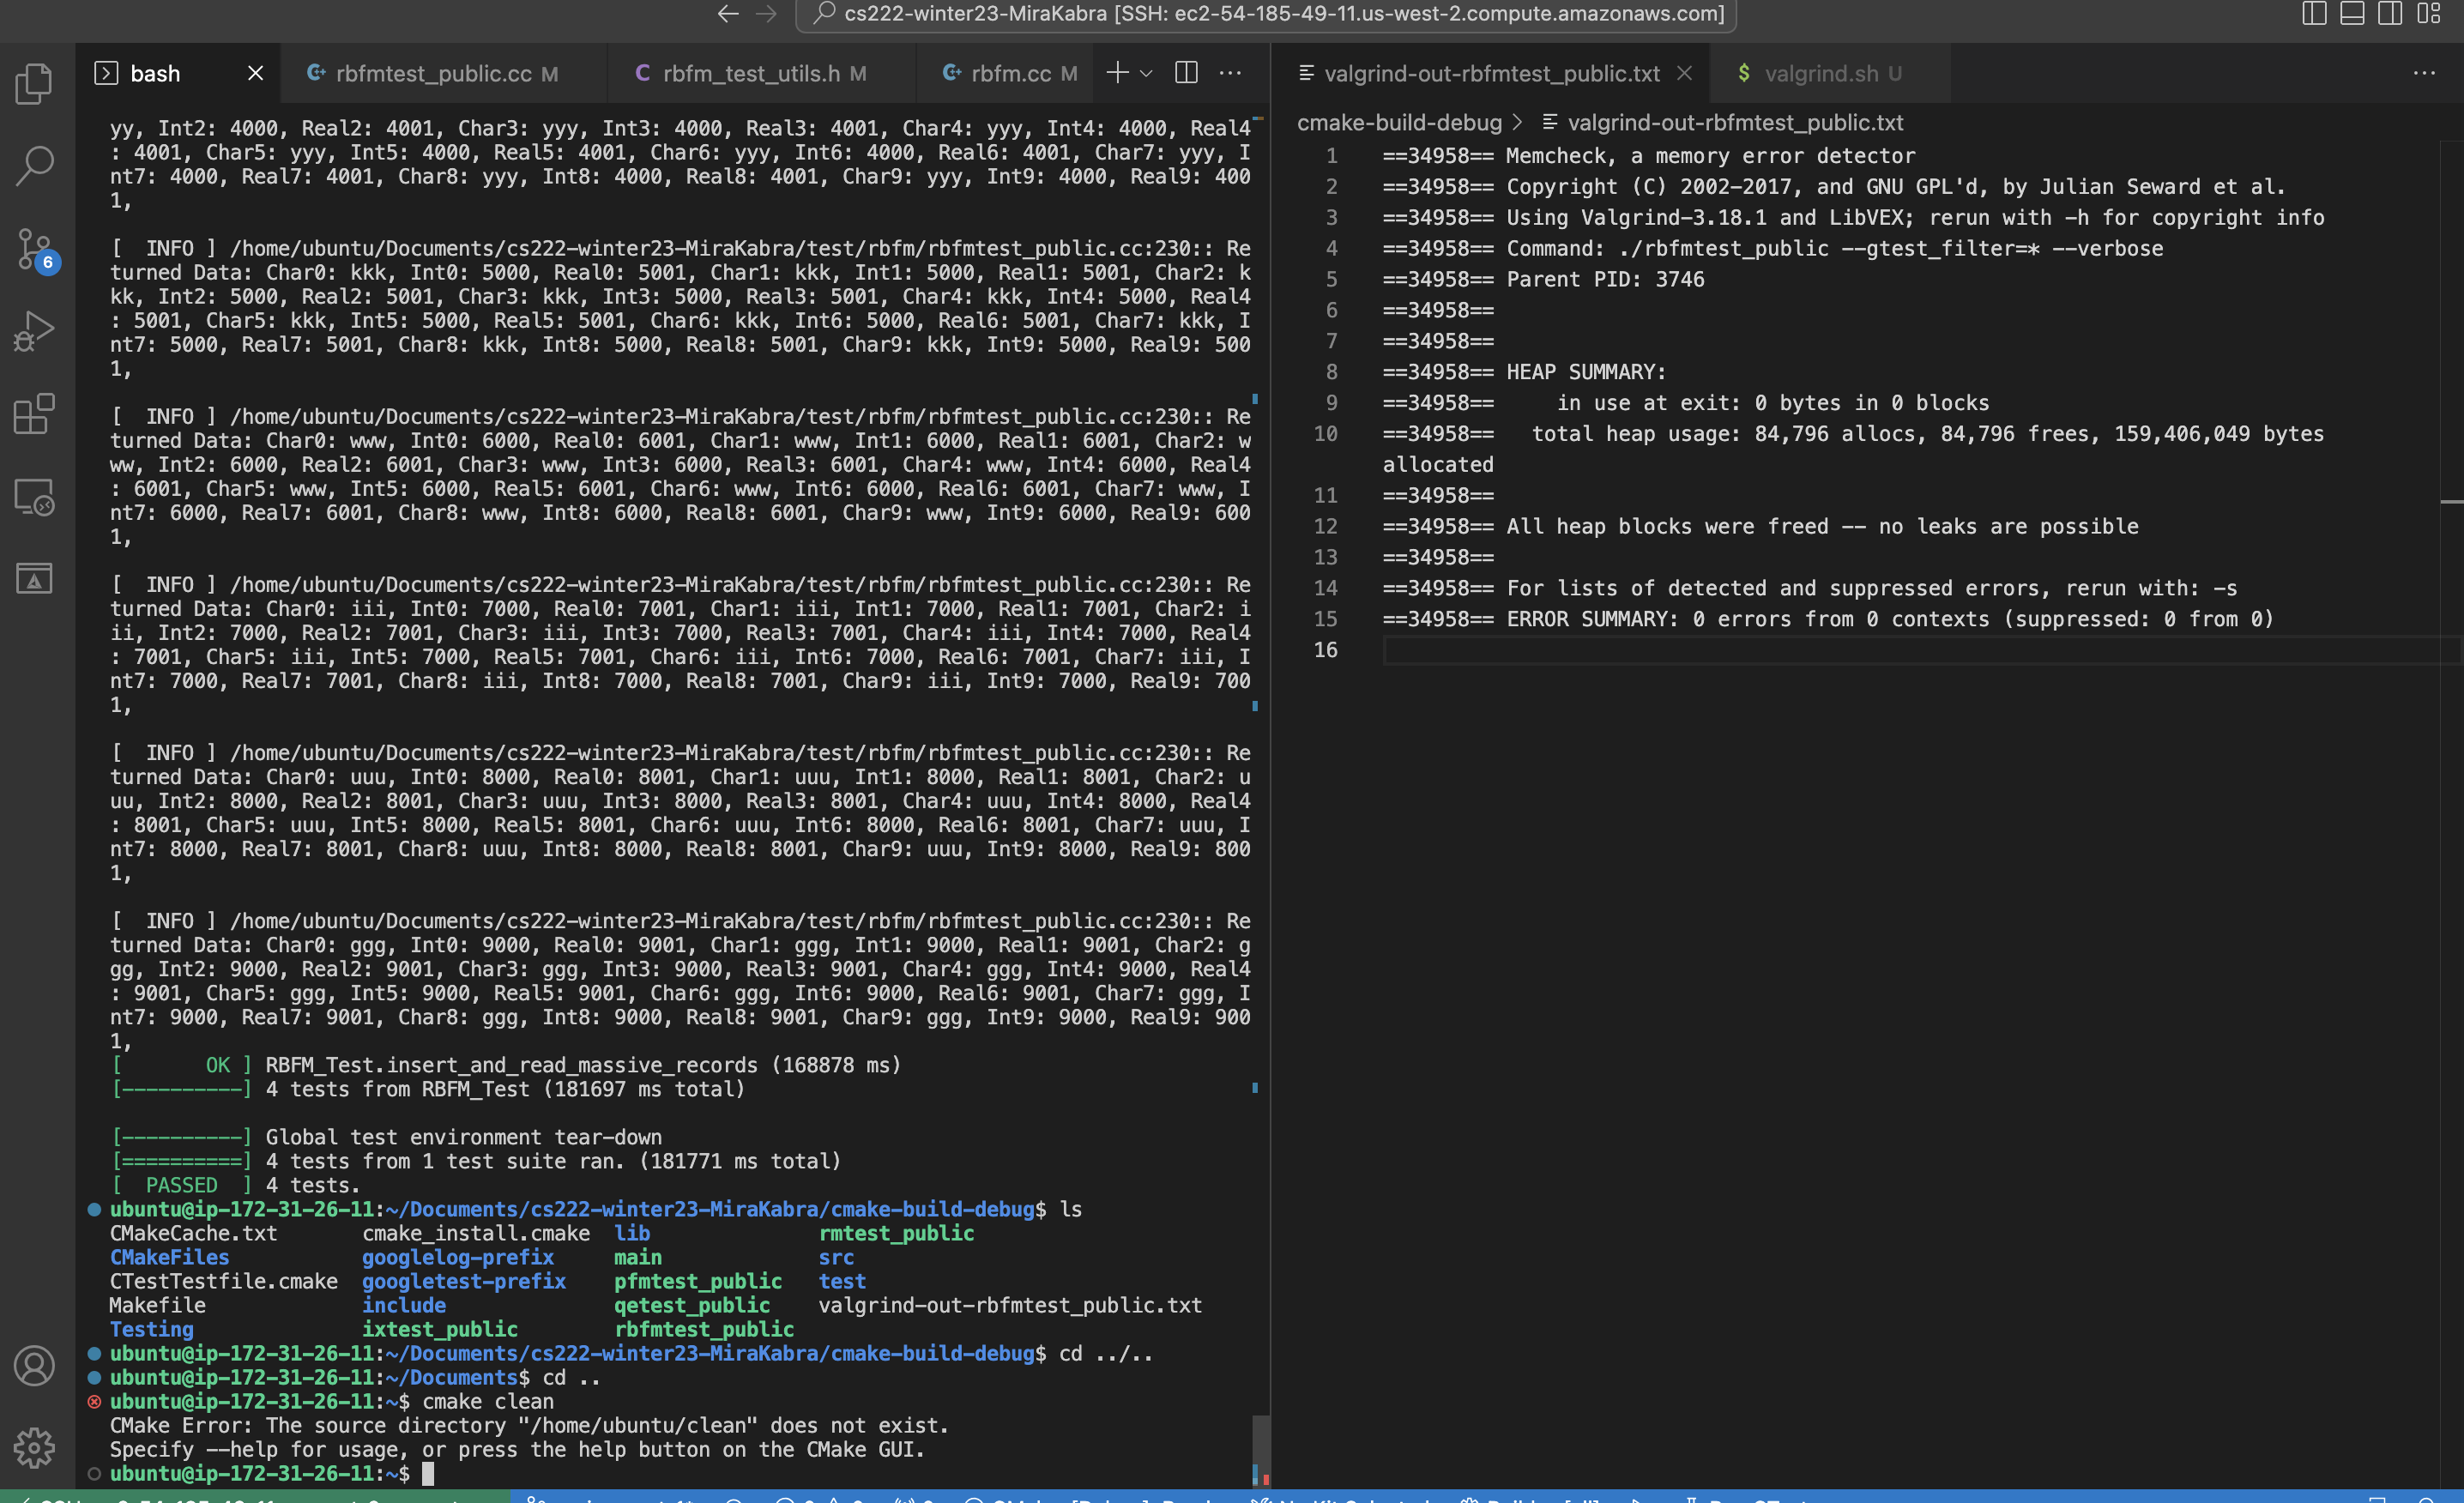 cs222-winter23-MiraKabra [SSH: ec2-54-185-49-11.us-west-2.compute.amazonaws.com]
bash
rbfmtest_public.cc M
C rbfm_test_utils.h M
rbfm.cc M
valgrind-out-rbfmtest_public.txt
$ valgrind.sh U
6
yy, Int2: 4000, Real2: 4001, Char3: yyy, Int3: 4000, Real3: 4001, Char4: yyy, Int4: 4000, Real4
: 4001, Char5: yyy, Int5: 4000, Real5: 4001, Char6: yyy, Int6: 4000, Real6: 4001, Char7: yyy, I
nt7: 4000, Real7: 4001, Char8: yyy, Int8: 4000, Real8: 4001, Char9: yyy, Int9: 4000, Real9: 400
1,
[  INFO ] /home/ubuntu/Documents/cs222-winter23-MiraKabra/test/rbfm/rbfmtest_public.cc:230:: Re
turned Data: Char0: kkk, Int0: 5000, Real0: 5001, Char1: kkk, Int1: 5000, Real1: 5001, Char2: k
kk, Int2: 5000, Real2: 5001, Char3: kkk, Int3: 5000, Real3: 5001, Char4: kkk, Int4: 5000, Real4
: 5001, Char5: kkk, Int5: 5000, Real5: 5001, Char6: kkk, Int6: 5000, Real6: 5001, Char7: kkk, I
nt7: 5000, Real7: 5001, Char8: kkk, Int8: 5000, Real8: 5001, Char9: kkk, Int9: 5000, Real9: 500
1,
[  INFO ] /home/ubuntu/Documents/cs222-winter23-MiraKabra/test/rbfm/rbfmtest_public.cc:230:: Re
turned Data: Char0: www, Int0: 6000, Real0: 6001, Char1: www, Int1: 6000, Real1: 6001, Char2: w
ww, Int2: 6000, Real2: 6001, Char3: www, Int3: 6000, Real3: 6001, Char4: www, Int4: 6000, Real4
: 6001, Char5: www, Int5: 6000, Real5: 6001, Char6: www, Int6: 6000, Real6: 6001, Char7: www, I
nt7: 6000, Real7: 6001, Char8: www, Int8: 6000, Real8: 6001, Char9: www, Int9: 6000, Real9: 600
1,
[  INFO ] /home/ubuntu/Documents/cs222-winter23-MiraKabra/test/rbfm/rbfmtest_public.cc:230:: Re
turned Data: Char0: iii, Int0: 7000, Real0: 7001, Char1: iii, Int1: 7000, Real1: 7001, Char2: i
ii, Int2: 7000, Real2: 7001, Char3: iii, Int3: 7000, Real3: 7001, Char4: iii, Int4: 7000, Real4
: 7001, Char5: iii, Int5: 7000, Real5: 7001, Char6: iii, Int6: 7000, Real6: 7001, Char7: iii, I
nt7: 7000, Real7: 7001, Char8: iii, Int8: 7000, Real8: 7001, Char9: iii, Int9: 7000, Real9: 700
1,
[  INFO ] /home/ubuntu/Documents/cs222-winter23-MiraKabra/test/rbfm/rbfmtest_public.cc:230:: Re
turned Data: Char0: uuu, Int0: 8000, Real0: 8001, Char1: uuu, Int1: 8000, Real1: 8001, Char2: u
uu, Int2: 8000, Real2: 8001, Char3: uuu, Int3: 8000, Real3: 8001, Char4: uuu, Int4: 8000, Real4
: 8001, Char5: uuu, Int5: 8000, Real5: 8001, Char6: uuu, Int6: 8000, Real6: 8001, Char7: uuu, I
nt7: 8000, Real7: 8001, Char8: uuu, Int8: 8000, Real8: 8001, Char9: uuu, Int9: 8000, Real9: 800
1,
[  INFO ] /home/ubuntu/Documents/cs222-winter23-MiraKabra/test/rbfm/rbfmtest_public.cc:230:: Re
turned Data: Char0: ggg, Int0: 9000, Real0: 9001, Char1: ggg, Int1: 9000, Real1: 9001, Char2: g
gg, Int2: 9000, Real2: 9001, Char3: ggg, Int3: 9000, Real3: 9001, Char4: ggg, Int4: 9000, Real4
: 9001, Char5: ggg, Int5: 9000, Real5: 9001, Char6: ggg, Int6: 9000, Real6: 9001, Char7: ggg, I
nt7: 9000, Real7: 9001, Char8: ggg, Int8: 9000, Real8: 9001, Char9: ggg, Int9: 9000, Real9: 900
1,
[       OK ] RBFM_Test.insert_and_read_massive_records (168878 ms)
[----------] 4 tests from RBFM_Test (181697 ms total)
[----------] Global test environment tear-down
[==========] 4 tests from 1 test suite ran. (181771 ms total)
[  PASSED  ] 4 tests.
ubuntu@ip-172-31-26-11:~/Documents/cs222-winter23-MiraKabra/cmake-build-debug$ ls
CMakeCache.txt cmake_install.cmake lib rmtest_public
CMakeFiles googlelog-prefix main src
CTestTestfile.cmake googletest-prefix pfmtest_public test
Makefile include qetest_public valgrind-out-rbfmtest_public.txt
Testing ixtest_public rbfmtest_public
ubuntu@ip-172-31-26-11:~/Documents/cs222-winter23-MiraKabra/cmake-build-debug$ cd ../..
ubuntu@ip-172-31-26-11:~/Documents$ cd ..
ubuntu@ip-172-31-26-11:~$ cmake clean
CMake Error: The source directory "/home/ubuntu/clean" does not exist.
Specify --help for usage, or press the help button on the CMake GUI.
ubuntu@ip-172-31-26-11:~$
cmake-build-debug > valgrind-out-rbfmtest_public.txt
1 ==34958== Memcheck, a memory error detector
2 ==34958== Copyright (C) 2002-2017, and GNU GPL'd, by Julian Seward et al.
3 ==34958== Using Valgrind-3.18.1 and LibVEX; rerun with -h for copyright info
4 ==34958== Command: ./rbfmtest_public --gtest_filter=* --verbose
5 ==34958== Parent PID: 3746
6 ==34958==
7 ==34958==
8 ==34958== HEAP SUMMARY:
9 ==34958==     in use at exit: 0 bytes in 0 blocks
10 ==34958==   total heap usage: 84,796 allocs, 84,796 frees, 159,406,049 bytes
allocated
11 ==34958==
12 ==34958== All heap blocks were freed -- no leaks are possible
13 ==34958==
14 ==34958== For lists of detected and suppressed errors, rerun with: -s
15 ==34958== ERROR SUMMARY: 0 errors from 0 contexts (suppressed: 0 from 0)
16